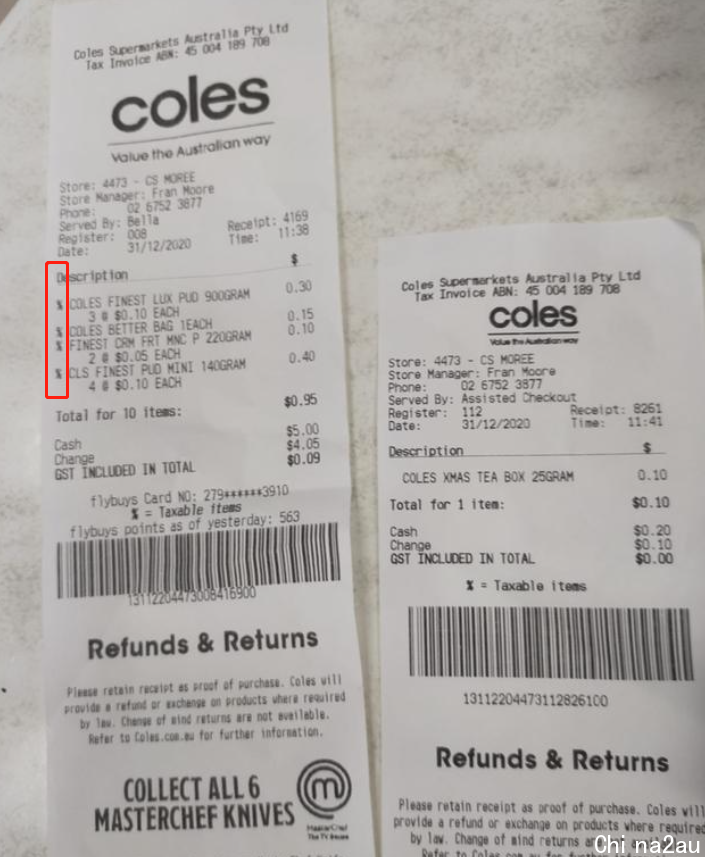 Coles Supermarkets Australia Pty Ltd
Tax Invoice ABN: 45 004 189 708
coles
Value the Australian way
Store: 4473 - CS MOREE
Store Manager: Fran Moore
Phone: 02 6752 3877
Served By: Bella
Register: 008 Receipt: 4169
Date: 31/12/2020 Time: 11:38
Description $
% COLES FINEST LUX PUD 900GRAM 0.30
3 @ $0.10 EACH
% COLES BETTER BAG 1EACH 0.15
% FINEST CRM FRT MNC P 220GRAM 0.10
2 @ $0.05 EACH
% CLS FINEST PUD MINI 140GRAM 0.40
4 @ $0.10 EACH
Total for 10 items: $0.95
Cash $5.00
Change $4.05
GST INCLUDED IN TOTAL $0.09
flybuys Card NO: 279******3910
% = Taxable items
flybuys points as of yesterday: 563
13112204473008416900
Refunds & Returns
Please retain receipt as proof of purchase. Coles will
provide a refund or exchange on products where required
by law. Change of mind returns are not available.
Refer to Coles.com.au for further information.
COLLECT ALL 6
MASTERCHEF KNIVES
MasterChef
The TV Show
Coles Supermarkets Australia Pty Ltd
Tax Invoice ABN: 45 004 189 708
coles
Value the Australian way
Store: 4473 - CS MOREE
Store Manager: Fran Moore
Phone: 02 6752 3877
Served By: Assisted Checkout
Register: 112 Receipt: 8261
Date: 31/12/2020 Time: 11:41
Description $
COLES XMAS TEA BOX 25GRAM 0.10
Total for 1 item: $0.10
Cash $0.20
Change $0.10
GST INCLUDED IN TOTAL $0.00
% = Taxable items
13112204473112826100
Refunds & Returns
Please retain receipt as proof of purchase. Coles will
provide a refund or exchange on products where required
by law. Change of mind returns
Refer to Coles
Chi na2au